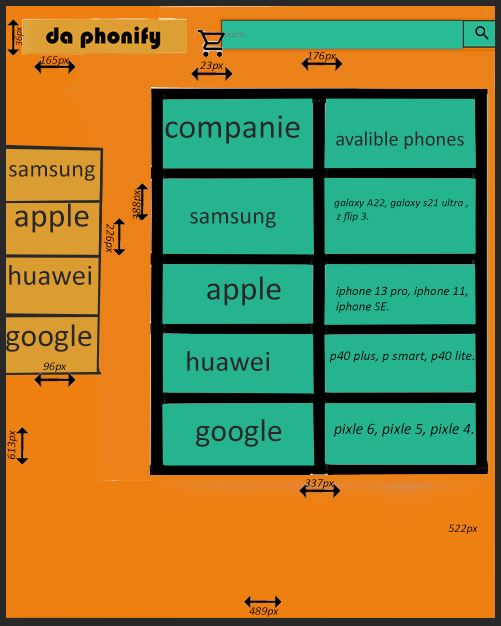 da phonify
36px
165px
23px
176px
companie
avalible phones
samsung
apple
huawei
google
388px
226px
samsung
galaxy A22, galaxy s21 ultra ,
z flip 3.
apple
iphone 13 pro, iphone 11,
iphone SE.
huawei
p40 plus, p smart, p40 lite.
google
pixle 6, pixle 5, pixle 4.
96px
613px
337px
522px
489px